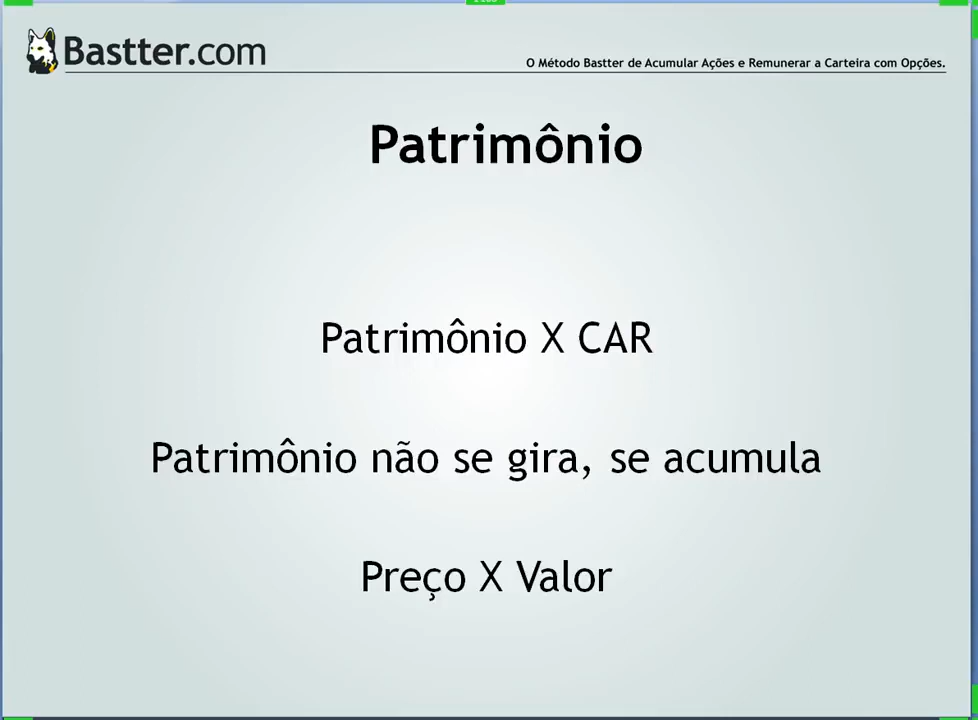 Bastter.com
O Método Bastter de Acumular Ações e Remunerar a Carteira com Opções.
Patrimônio
Patrimônio X CAR
Patrimônio não se gira, se acumula
Preço X Valor